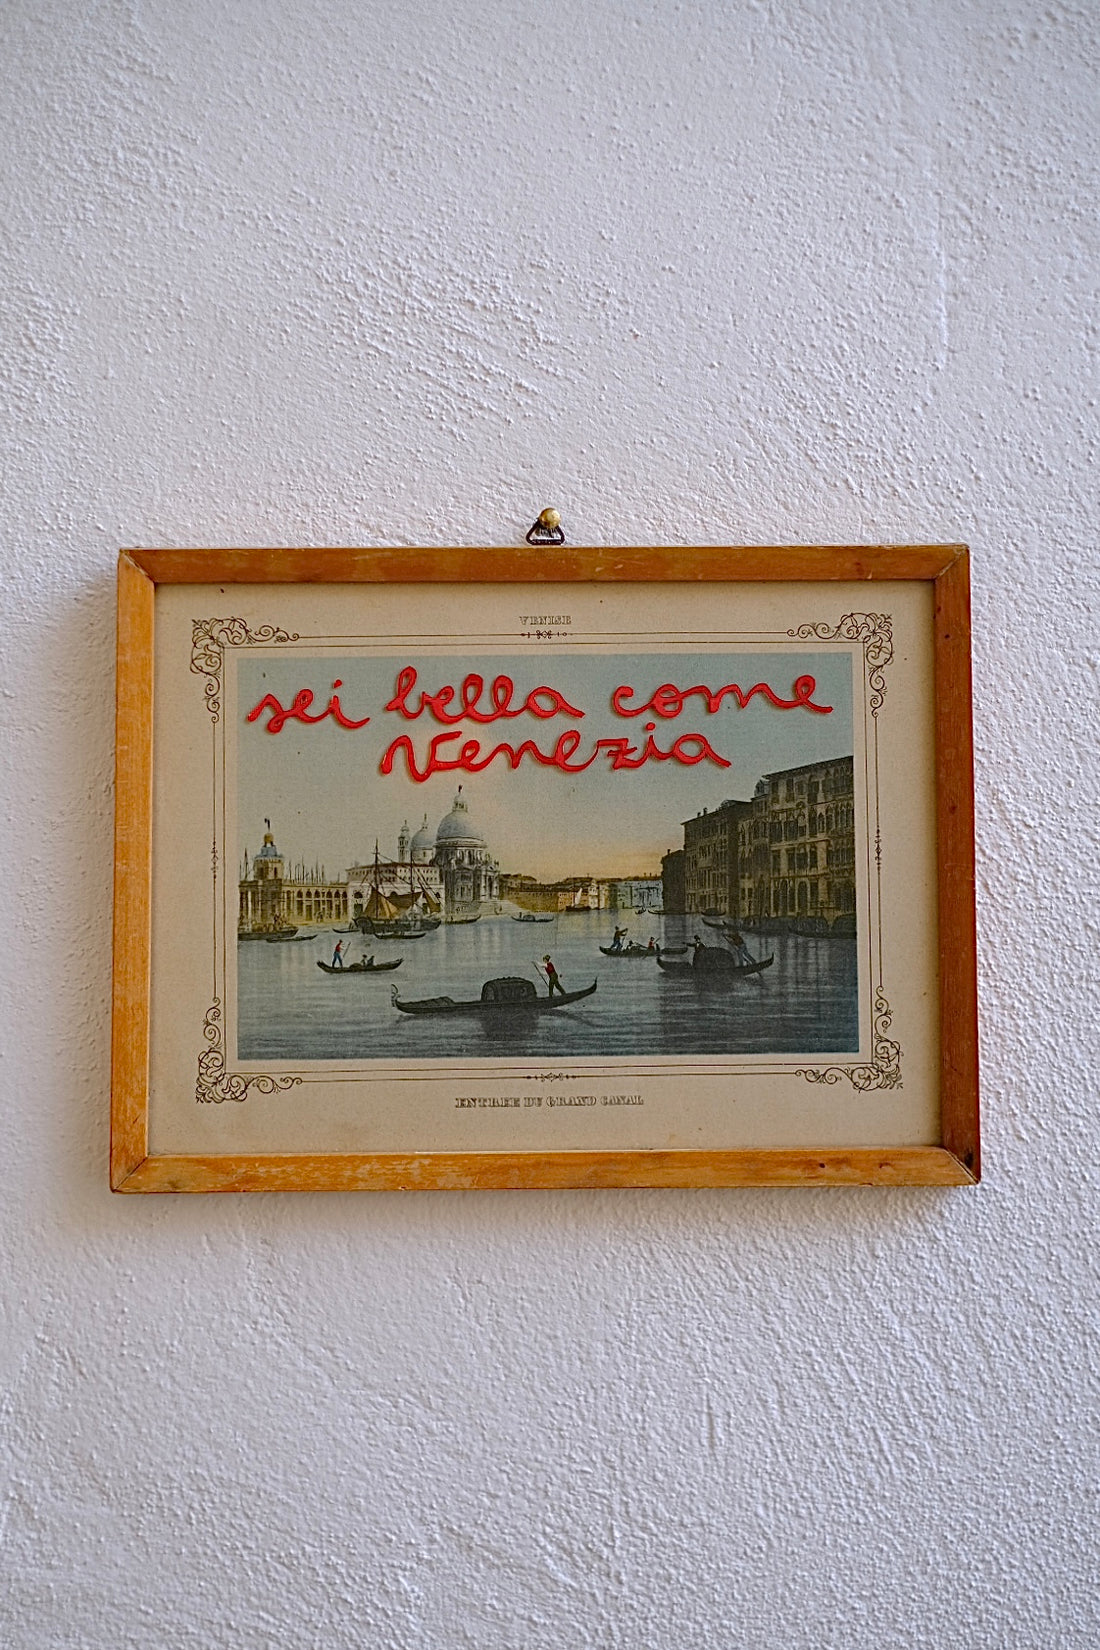 VENISE
sei bella come
Venezia
ENTREE DU GRAND CANAL